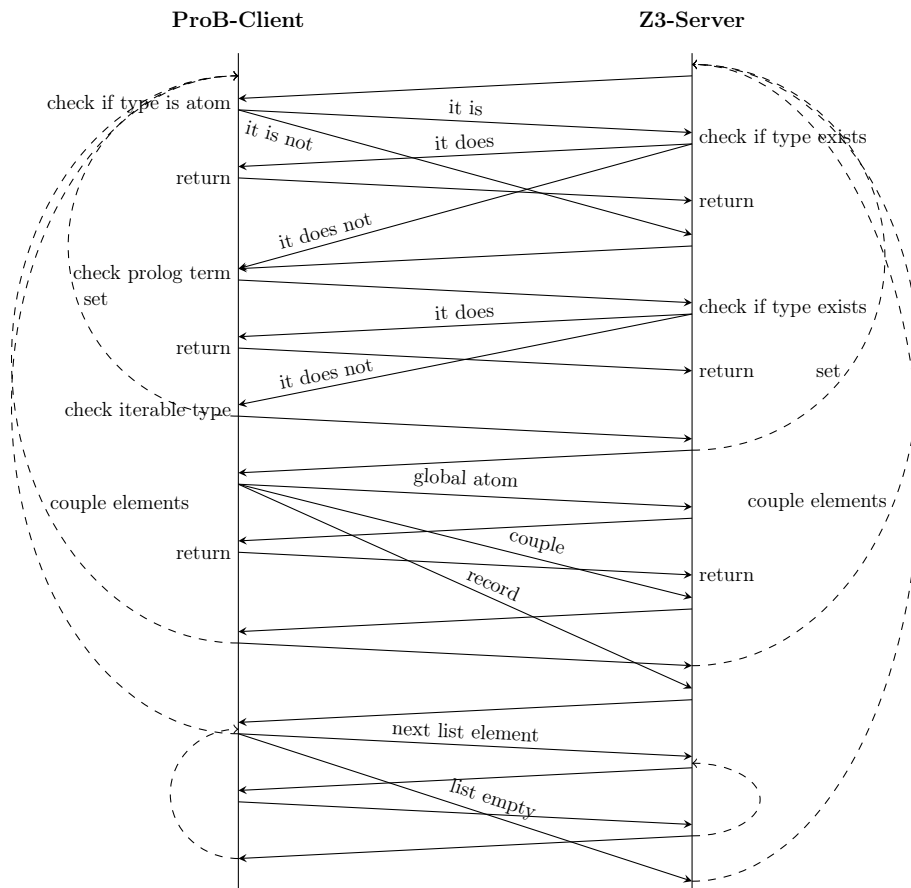 ProB-Client
Z3-Server
check if type is atom
it is
it is not
it does
check if type exists
return
return
it does not
check prolog term
set
it does
check if type exists
return
it does not
return
set
check iterable type
global atom
couple elements
couple elements
couple
return
record
return
next list element
list empty